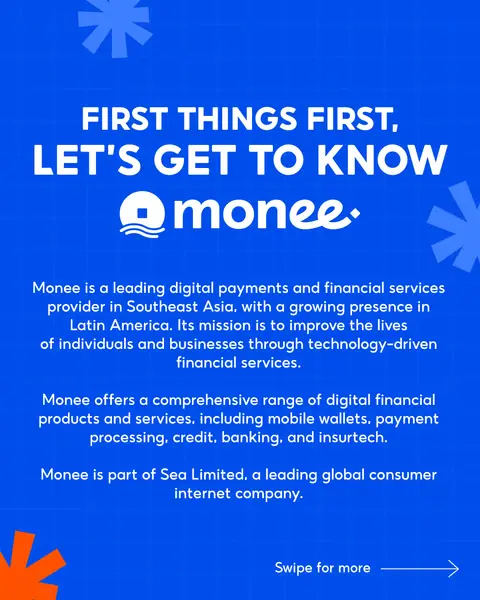 FIRST THINGS FIRST,
LET'S GET TO KNOW
monee
Monee is a leading digital payments and financial services
provider in Southeast Asia, with a growing presence in
Latin America. Its mission is to improve the lives
of individuals and businesses through technology-driven
financial services.
Monee offers a comprehensive range of digital financial
products and services, including mobile wallets, payment
processing, credit, banking, and insurtech.
Monee is part of Sea Limited, a leading global consumer
internet company.
Swipe for more